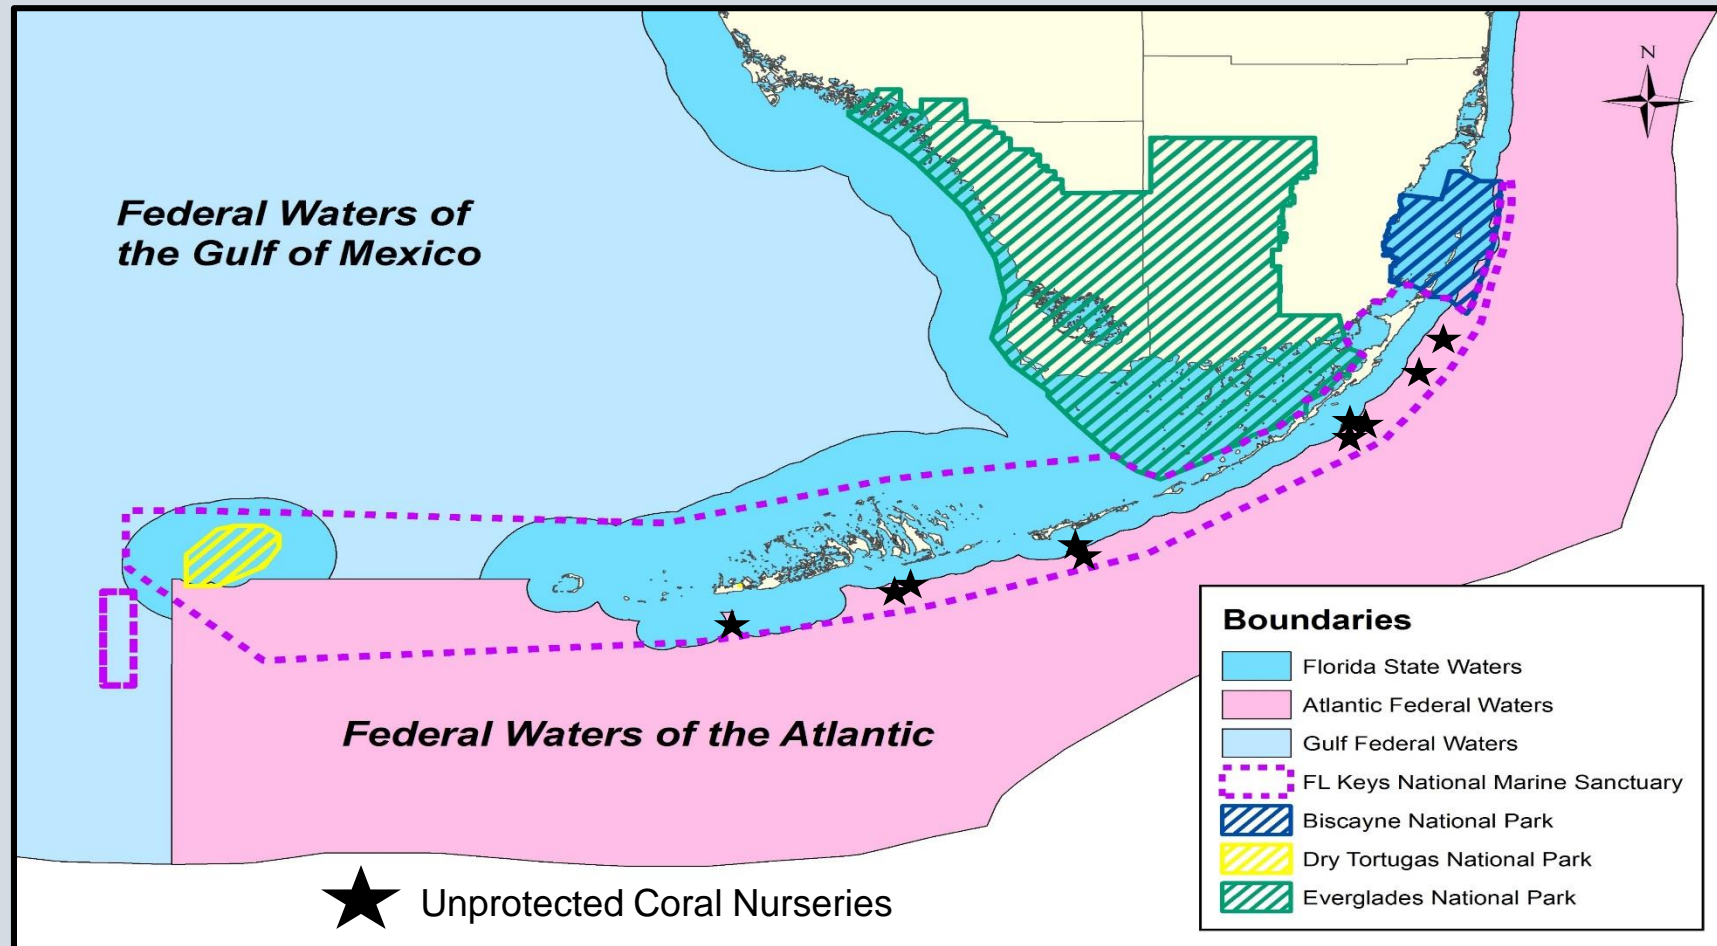 N
Federal Waters of
the Gulf of Mexico
Federal Waters of the Atlantic
Boundaries
Florida State Waters
Atlantic Federal Waters
Gulf Federal Waters
FL Keys National Marine Sanctuary
Biscayne National Park
Dry Tortugas National Park
Everglades National Park
Unprotected Coral Nurseries